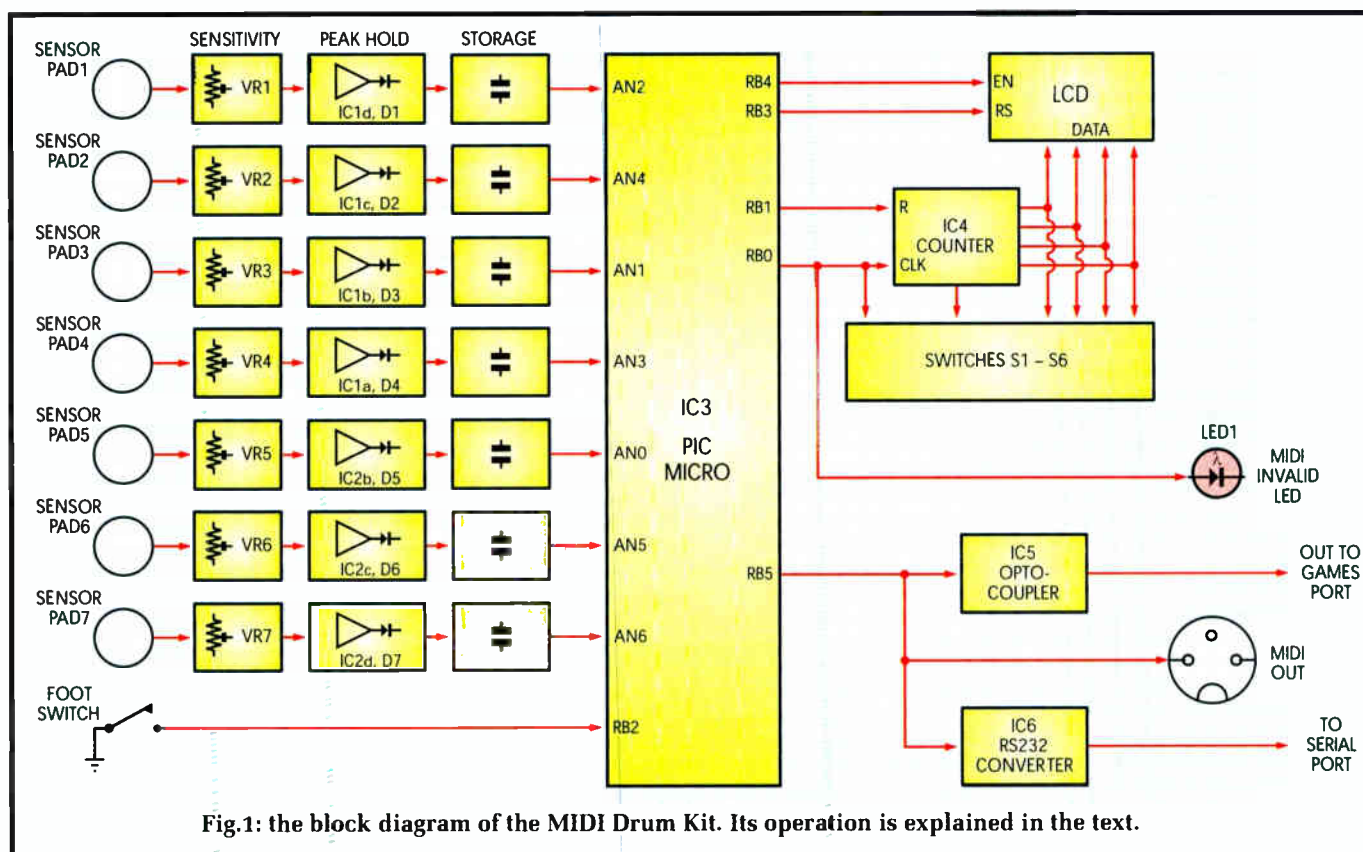 SENSITIVITY
PEAK HOLD
STORAGE
SENSOR
PAD1
VR1
IC1d, D1
AN2
SENSOR
PAD2
VR2
IC1c, D2
AN4
SENSOR
PAD3
VR3
IC1b, D3
AN1
SENSOR
PAD4
VR4
IC1a, D4
AN3
SENSOR
PAD5
VR5
IC2b, D5
AN0
SENSOR
PAD6
VR6
IC2c, D6
AN5
SENSOR
PAD7
VR7
IC2d, D7
AN6
FOOT
SWITCH
RB2
IC3
PIC
MICRO
RB4
RB3
RB1
RB0
RB5
EN
RS
LCD
DATA
R
IC4
COUNTER
CLK
SWITCHES S1 – S6
LED1
λ
MIDI
INVALID
LED
IC5
OPTO-
COUPLER
OUT TO
GAMES
PORT
MIDI
OUT
IC6
RS232
CONVERTER
TO
SERIAL
PORT
Fig.1: the block diagram of the MIDI Drum Kit. Its operation is explained in the text.